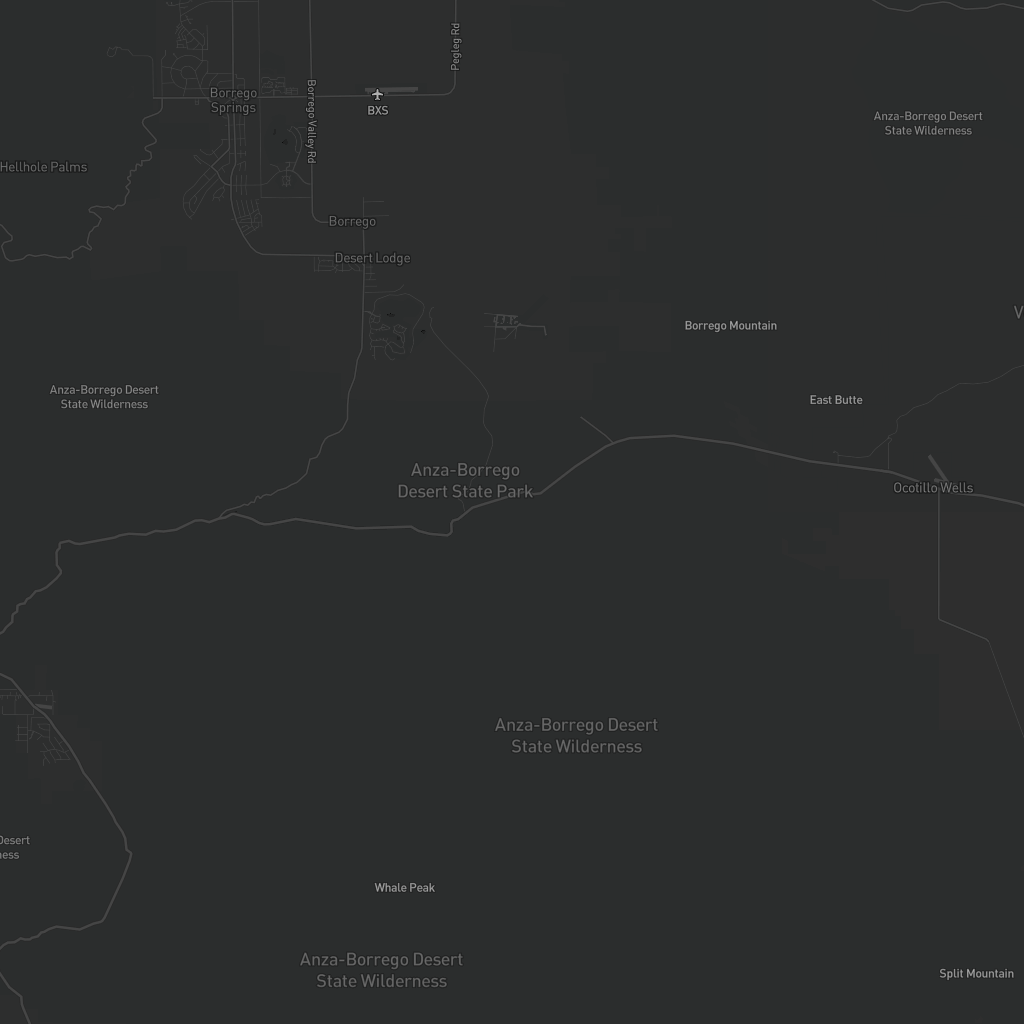 Pegleg Rd
Borrego
Springs
Borrego Valley Rd
BXS
Anza-Borrego Desert
State Wilderness
Hellhole Palms
Borrego
Desert Lodge
Borrego Mountain
Anza-Borrego Desert
State Wilderness
East Butte
Anza-Borrego
Desert State Park
Ocotillo Wells
Anza-Borrego Desert
State Wilderness
Desert
ness
Whale Peak
Anza-Borrego Desert
State Wilderness
Split Mountain